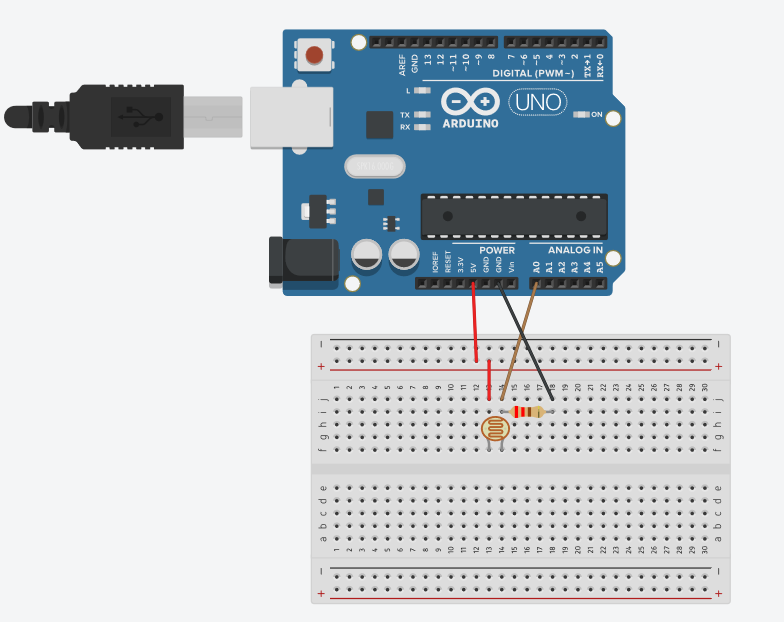 AREF
GND
13
12
~11
~10
~9
8
7
~6
~5
4
~3
2
TX→1
RX←0
DIGITAL (PWM~)
L
TX
RX
ARDUINO
UNO
ON
POWER
ANALOG IN
IOREF
RESET
3.3V
5V
GND
GND
Vin
A0
A1
A2
A3
A4
A5
1 2 3 4 5 6 7 8 9 10 11 12 13 14 15 16 17 18 19 20 21 22 23 24 25 26 27 28 29 30
j j
i i
h h
g g
f f
e e
d d
c c
b b
a a
1 2 3 4 5 6 7 8 9 10 11 12 13 14 15 16 17 18 19 20 21 22 23 24 25 26 27 28 29 30